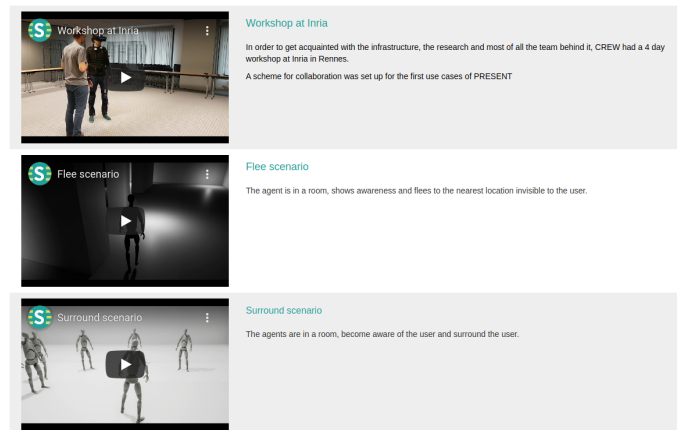 S Workshop at Inria
Workshop at Inria
In order to get acquainted with the infrastructure, the research and most of all the team behind it, CREW had a 4 day
workshop at Inria in Rennes.
A scheme for collaboration was set up for the first use cases of PRESENT
S Flee scenario
Flee scenario
The agent is in a room, shows awareness and flees to the nearest location invisible to the user.
S Surround scenario
Surround scenario
The agents are in a room, become aware of the user and surround the user.